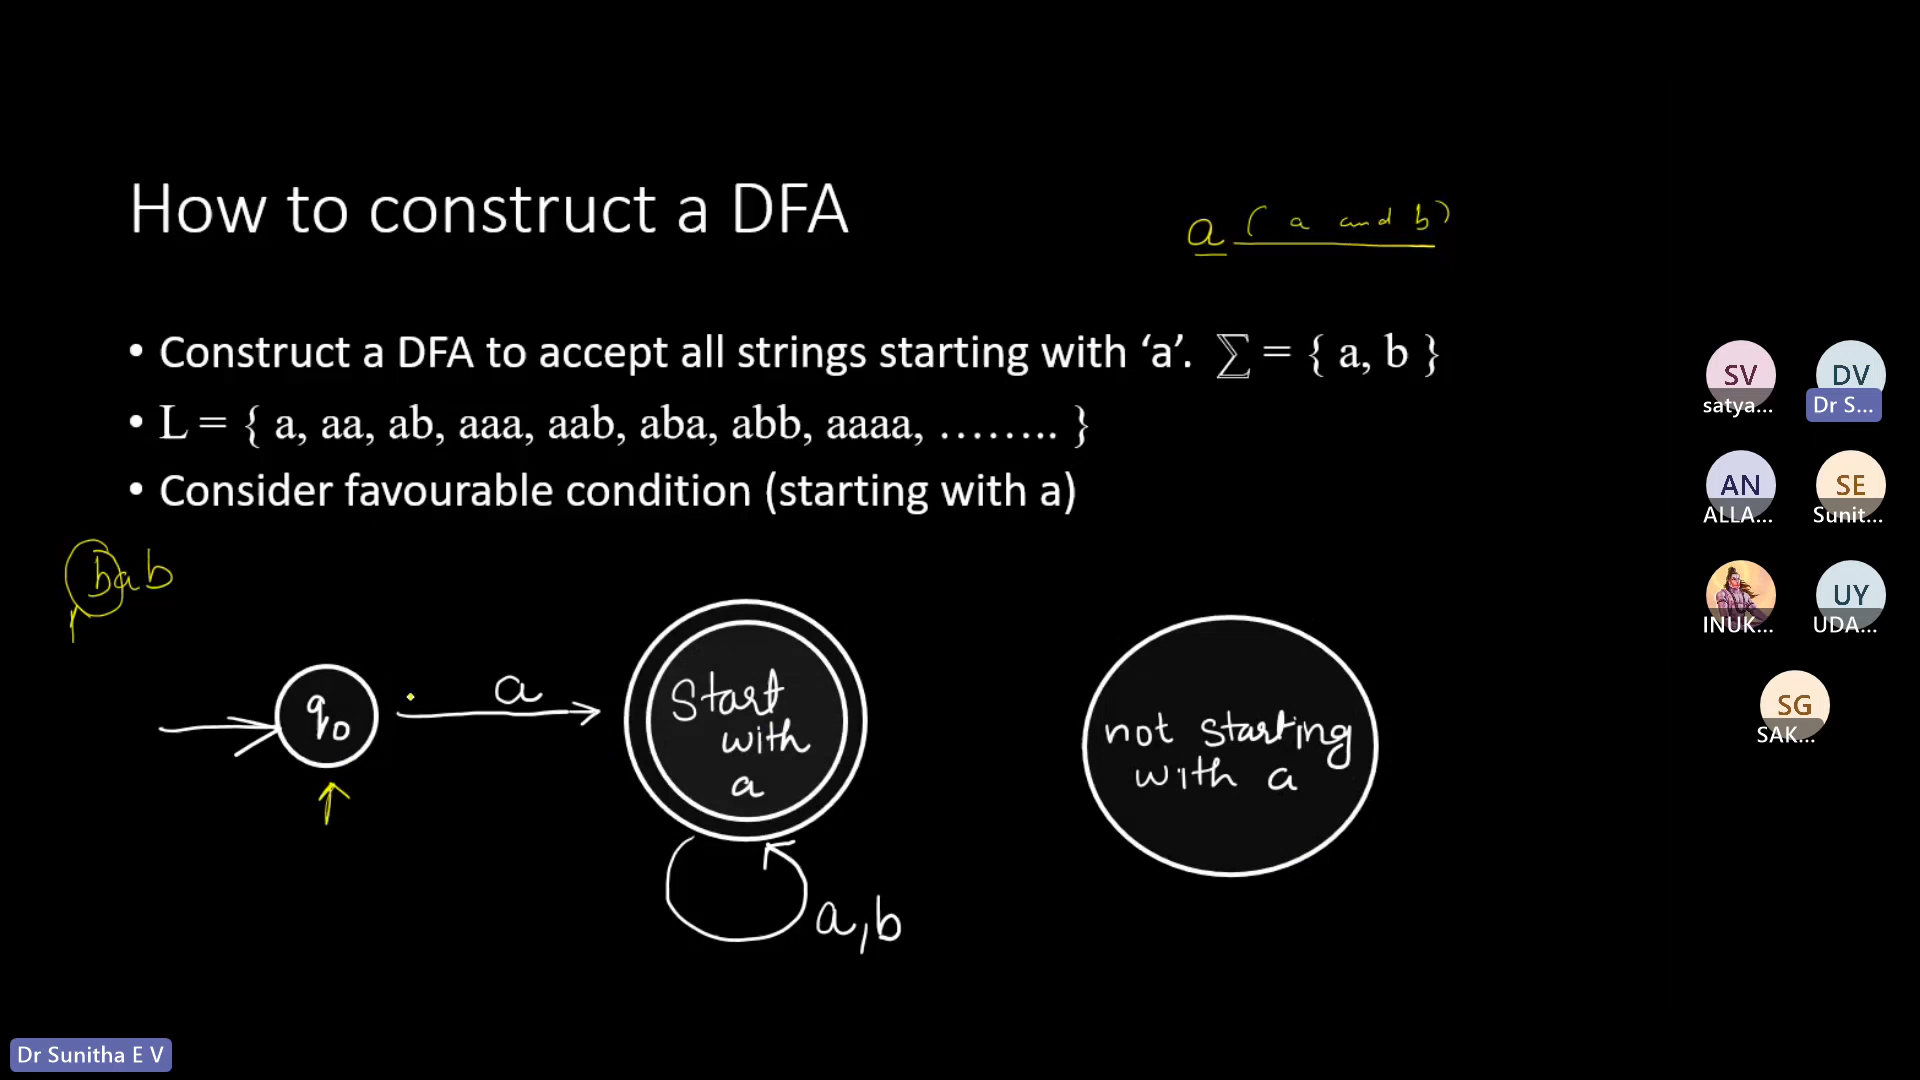 How to construct a DFA
a ( a and b )
• Construct a DFA to accept all strings starting with ‘a’. ∑ = { a, b }
• L = { a, aa, ab, aaa, aab, aba, abb, aaaa, …….. }
• Consider favourable condition (starting with a)
bab
q0
a
Start
with
a
a,b
not starting
with a
SV
satya...
DV
Dr S...
AN
ALLA...
SE
Sunit...
INUK...
UY
UDA...
SG
SAK...
Dr Sunitha E V